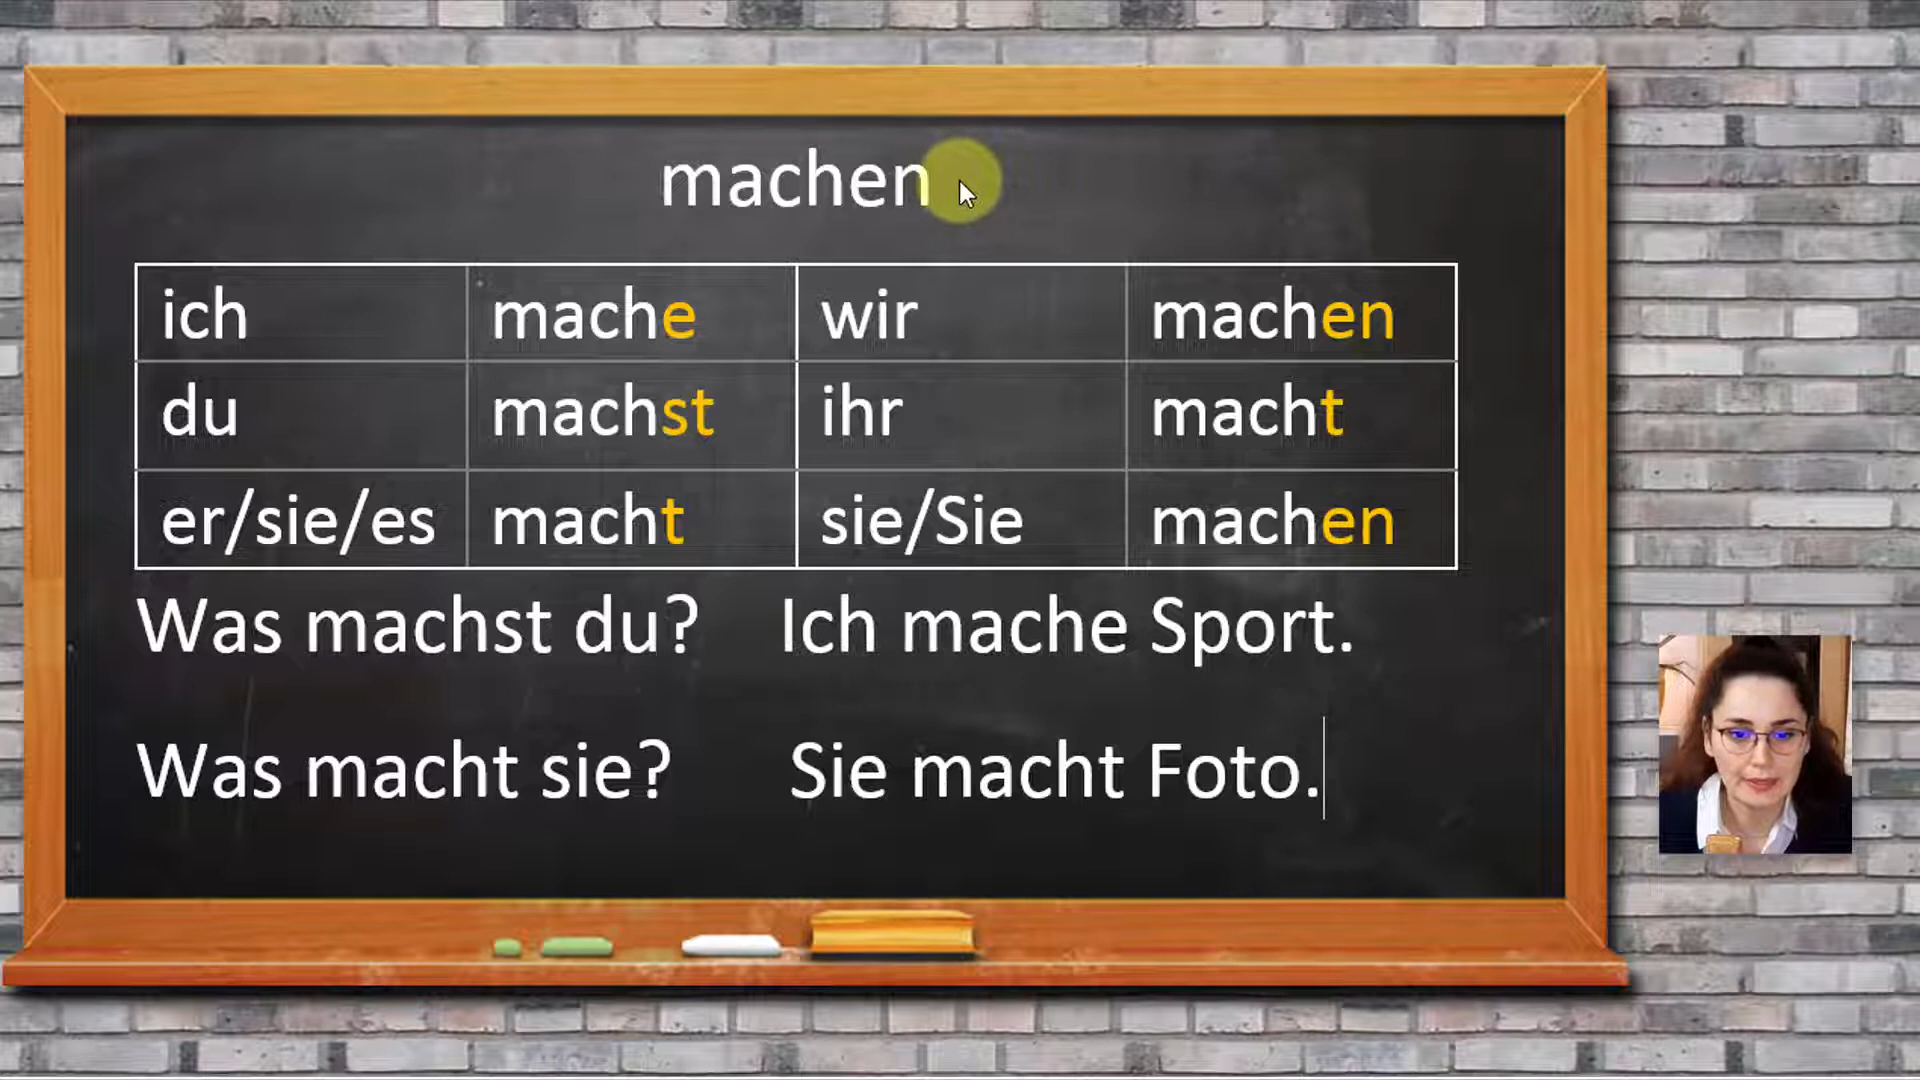 machen
ich mache wir machen
du machst ihr macht
er/sie/es macht sie/Sie machen
Was machst du? Ich mache Sport.
Was macht sie? Sie macht Foto.